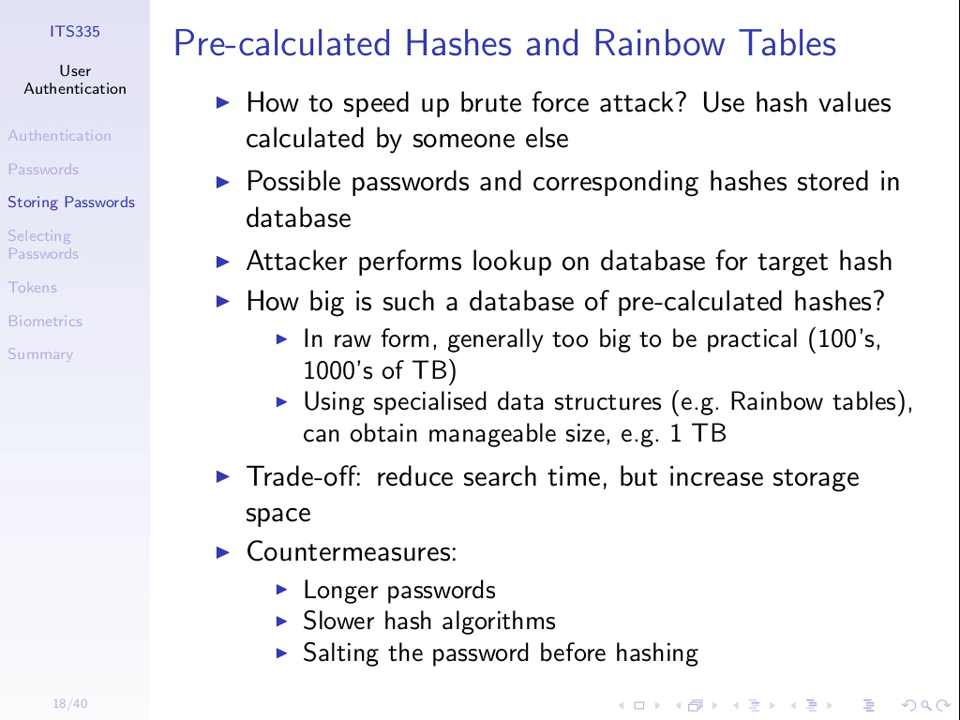 ITS335
User
Authentication
Authentication
Passwords
Storing Passwords
Selecting
Passwords
Tokens
Biometrics
Summary
18/40
Pre-calculated Hashes and Rainbow Tables
How to speed up brute force attack? Use hash values
calculated by someone else
Possible passwords and corresponding hashes stored in
database
Attacker performs lookup on database for target hash
How big is such a database of pre-calculated hashes?
In raw form, generally too big to be practical (100's,
1000's of TB)
Using specialised data structures (e.g. Rainbow tables),
can obtain manageable size, e.g. 1 TB
Trade-off: reduce search time, but increase storage
space
Countermeasures:
Longer passwords
Slower hash algorithms
Salting the password before hashing